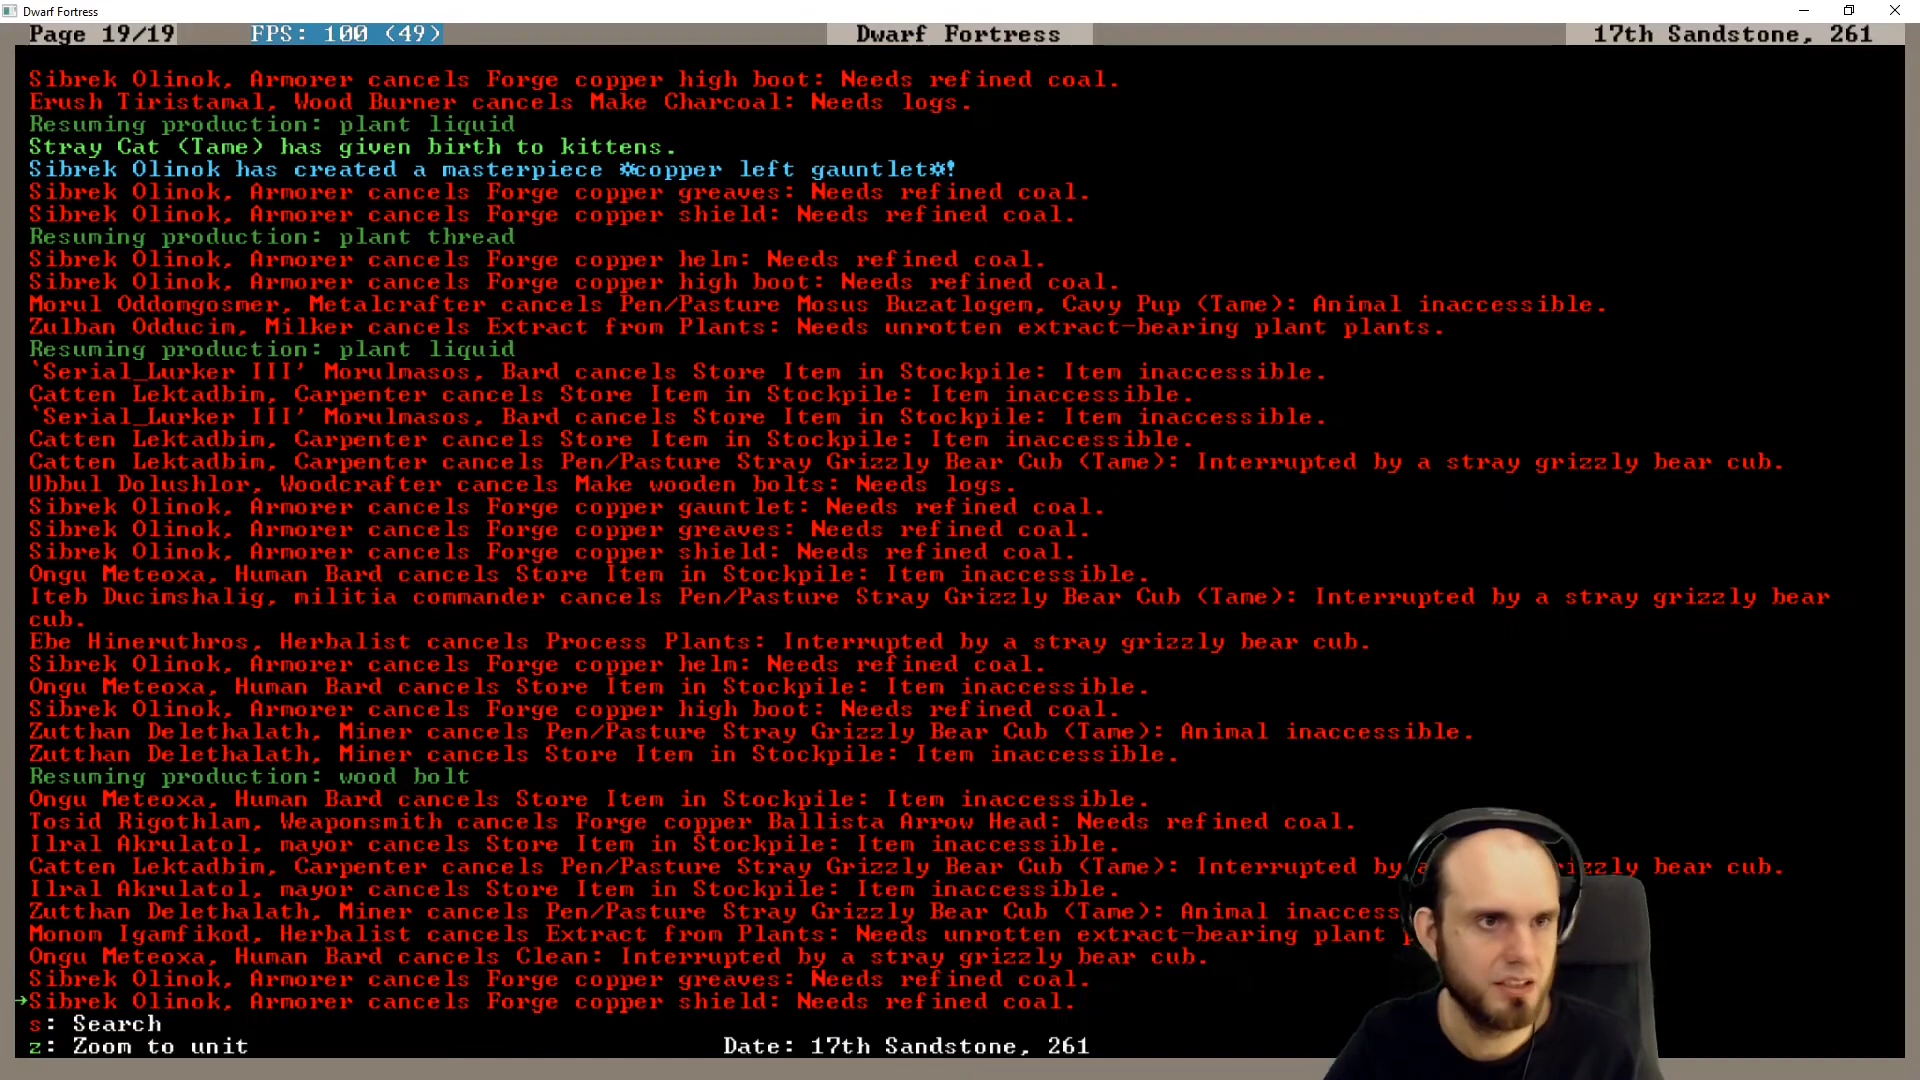 Dwarf Fortress
Page 19/19 FPS: 100 (49) Dwarf Fortress 17th Sandstone, 261
Sibrek Olinok, Armorer cancels Forge copper high boot: Needs refined coal.
Erush Tiristamal, Wood Burner cancels Make Charcoal: Needs logs.
Resuming production: plant liquid
Stray Cat (Tame) has given birth to kittens.
Sibrek Olinok has created a masterpiece ☼copper left gauntlet☼!
Sibrek Olinok, Armorer cancels Forge copper greaves: Needs refined coal.
Sibrek Olinok, Armorer cancels Forge copper shield: Needs refined coal.
Resuming production: plant thread
Sibrek Olinok, Armorer cancels Forge copper helm: Needs refined coal.
Sibrek Olinok, Armorer cancels Forge copper high boot: Needs refined coal.
Morul Oddomgosmer, Metalcrafter cancels Pen/Pasture Mosus Buzatlogem, Cavy Pup (Tame): Animal inaccessible.
Zulban Odducim, Milker cancels Extract from Plants: Needs unrotten extract-bearing plant plants.
Resuming production: plant liquid
`Serial_Lurker III' Morulmasos, Bard cancels Store Item in Stockpile: Item inaccessible.
Catten Lektadbim, Carpenter cancels Store Item in Stockpile: Item inaccessible.
`Serial_Lurker III' Morulmasos, Bard cancels Store Item in Stockpile: Item inaccessible.
Catten Lektadbim, Carpenter cancels Store Item in Stockpile: Item inaccessible.
Catten Lektadbim, Carpenter cancels Pen/Pasture Stray Grizzly Bear Cub (Tame): Interrupted by a stray grizzly bear cub.
Ubbul Dolushlor, Woodcrafter cancels Make wooden bolts: Needs logs.
Sibrek Olinok, Armorer cancels Forge copper gauntlet: Needs refined coal.
Sibrek Olinok, Armorer cancels Forge copper greaves: Needs refined coal.
Sibrek Olinok, Armorer cancels Forge copper shield: Needs refined coal.
Ongu Meteoxa, Human Bard cancels Store Item in Stockpile: Item inaccessible.
Iteb Ducimshalig, militia commander cancels Pen/Pasture Stray Grizzly Bear Cub (Tame): Interrupted by a stray grizzly bear
cub.
Ebe Hineruthros, Herbalist cancels Process Plants: Interrupted by a stray grizzly bear cub.
Sibrek Olinok, Armorer cancels Forge copper helm: Needs refined coal.
Ongu Meteoxa, Human Bard cancels Store Item in Stockpile: Item inaccessible.
Sibrek Olinok, Armorer cancels Forge copper high boot: Needs refined coal.
Zutthan Delethalath, Miner cancels Pen/Pasture Stray Grizzly Bear Cub (Tame): Animal inaccessible.
Zutthan Delethalath, Miner cancels Store Item in Stockpile: Item inaccessible.
Resuming production: wood bolt
Ongu Meteoxa, Human Bard cancels Store Item in Stockpile: Item inaccessible.
Tosid Rigothlam, Weaponsmith cancels Forge copper Ballista Arrow Head: Needs refined coal.
Ilral Akrulatol, mayor cancels Store Item in Stockpile: Item inaccessible.
Catten Lektadbim, Carpenter cancels Pen/Pasture Stray Grizzly Bear Cub (Tame): Interrupted by bear cub.
Ilral Akrulatol, mayor cancels Store Item in Stockpile: Item inaccessible.
Zutthan Delethalath, Miner cancels Pen/Pasture Stray Grizzly Bear Cub (Tame): Animal
Monom Igamfikod, Herbalist cancels Extract from Plants: Needs unrotten extract-bearing plant
Ongu Meteoxa, Human Bard cancels Clean: Interrupted by a stray grizzly bear cub.
Sibrek Olinok, Armorer cancels Forge copper greaves: Needs refined coal.
→Sibrek Olinok, Armorer cancels Forge copper shield: Needs refined coal.
s: Search
z: Zoom to unit Date: 17th Sandstone, 261